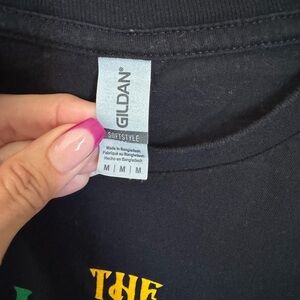 GILDAN®
SOFTSTYLE
Made in Bangladesh
Fabriqué au Bangladesh
Hecho en Bangladesh
M | M | M
THE